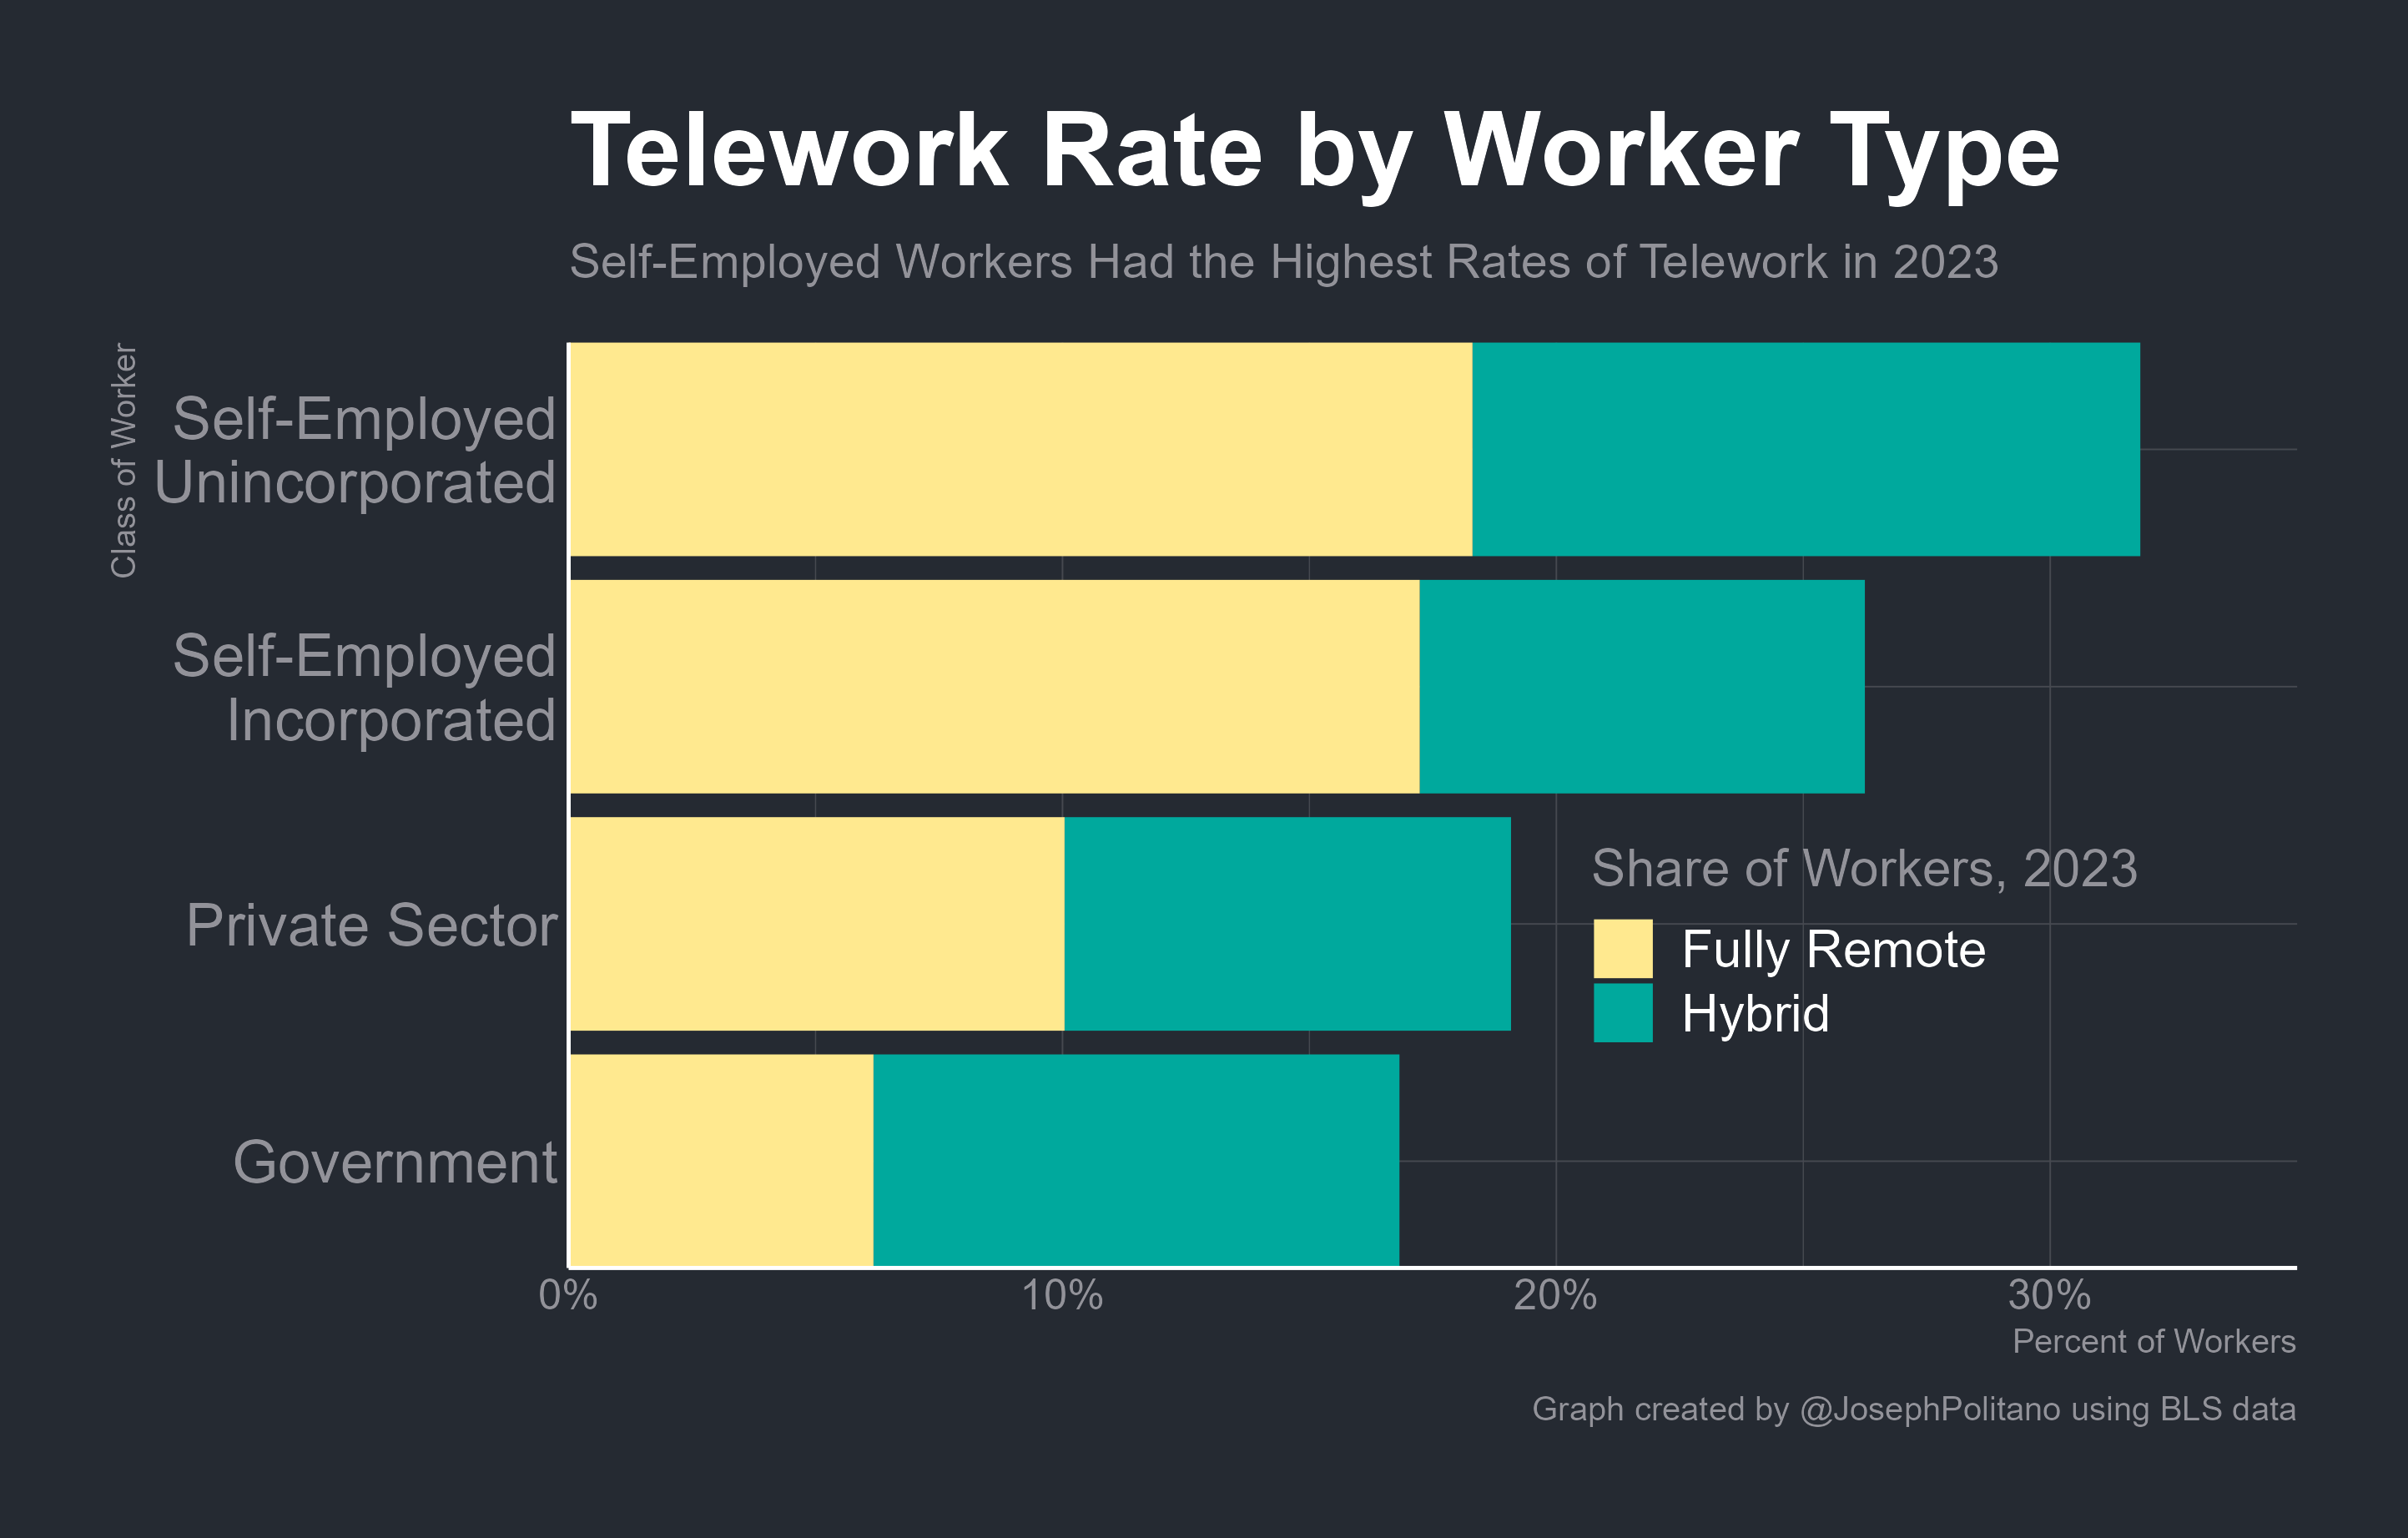 Telework Rate by Worker Type
Self-Employed Workers Had the Highest Rates of Telework in 2023
Class of Worker
Self-Employed
Unincorporated
Self-Employed
Incorporated
Private Sector
Government
Share of Workers, 2023
Fully Remote
Hybrid
0%
10%
20%
30%
Percent of Workers
Graph created by @JosephPolitano using BLS data